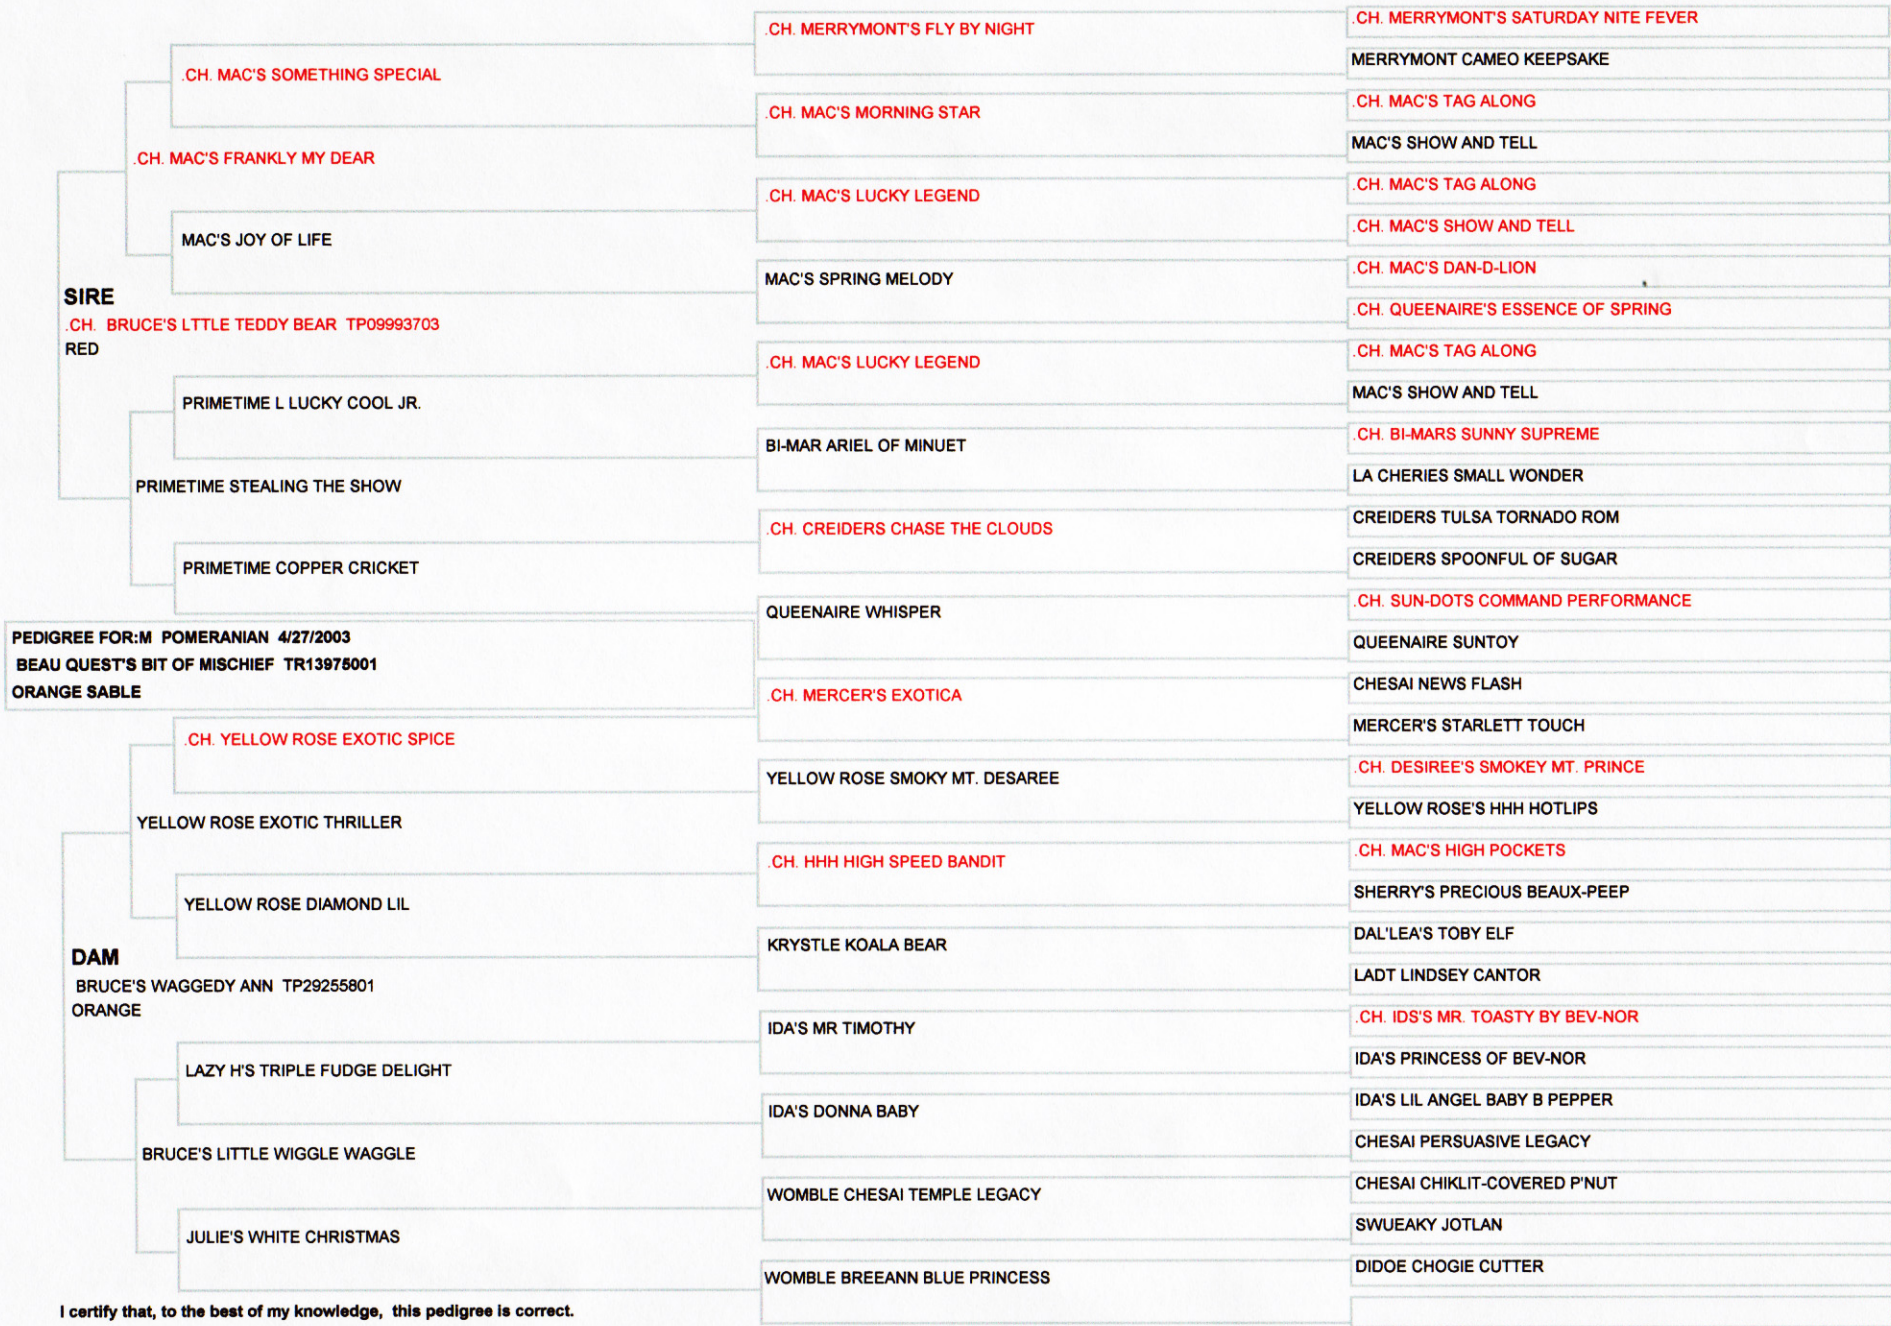 .CH. MERRYMONT'S FLY BY NIGHT
.CH. MERRYMONT'S SATURDAY NITE FEVER
MERRYMONT CAMEO KEEPSAKE
.CH. MAC'S SOMETHING SPECIAL
.CH. MAC'S MORNING STAR
.CH. MAC'S TAG ALONG
MAC'S SHOW AND TELL
.CH. MAC'S FRANKLY MY DEAR
.CH. MAC'S LUCKY LEGEND
.CH. MAC'S TAG ALONG
.CH. MAC'S SHOW AND TELL
MAC'S JOY OF LIFE
MAC'S SPRING MELODY
.CH. MAC'S DAN-D-LION
.CH. QUEENAIRE'S ESSENCE OF SPRING
SIRE
.CH. BRUCE'S LTTLE TEDDY BEAR TP09993703
RED
.CH. MAC'S LUCKY LEGEND
.CH. MAC'S TAG ALONG
MAC'S SHOW AND TELL
PRIMETIME L LUCKY COOL JR.
BI-MAR ARIEL OF MINUET
.CH. BI-MARS SUNNY SUPREME
LA CHERIES SMALL WONDER
PRIMETIME STEALING THE SHOW
.CH. CREIDERS CHASE THE CLOUDS
CREIDERS TULSA TORNADO ROM
CREIDERS SPOONFUL OF SUGAR
PRIMETIME COPPER CRICKET
QUEENAIRE WHISPER
.CH. SUN-DOTS COMMAND PERFORMANCE
QUEENAIRE SUNTOY
PEDIGREE FOR:M POMERANIAN 4/27/2003
BEAU QUEST'S BIT OF MISCHIEF TR13975001
ORANGE SABLE
.CH. MERCER'S EXOTICA
CHESAI NEWS FLASH
MERCER'S STARLETT TOUCH
.CH. YELLOW ROSE EXOTIC SPICE
YELLOW ROSE SMOKY MT. DESAREE
.CH. DESIREE'S SMOKEY MT. PRINCE
YELLOW ROSE'S HHH HOTLIPS
YELLOW ROSE EXOTIC THRILLER
.CH. HHH HIGH SPEED BANDIT
.CH. MAC'S HIGH POCKETS
SHERRY'S PRECIOUS BEAUX-PEEP
YELLOW ROSE DIAMOND LIL
KRYSTLE KOALA BEAR
DAL'LEA'S TOBY ELF
LADT LINDSEY CANTOR
DAM
BRUCE'S WAGGEDY ANN TP29255801
ORANGE
IDA'S MR TIMOTHY
.CH. IDS'S MR. TOASTY BY BEV-NOR
IDA'S PRINCESS OF BEV-NOR
LAZY H'S TRIPLE FUDGE DELIGHT
IDA'S DONNA BABY
IDA'S LIL ANGEL BABY B PEPPER
CHESAI PERSUASIVE LEGACY
BRUCE'S LITTLE WIGGLE WAGGLE
WOMBLE CHESAI TEMPLE LEGACY
CHESAI CHIKLIT-COVERED P'NUT
SWUEAKY JOTLAN
JULIE'S WHITE CHRISTMAS
WOMBLE BREEANN BLUE PRINCESS
DIDOE CHOGIE CUTTER
I certify that, to the best of my knowledge, this pedigree is correct.